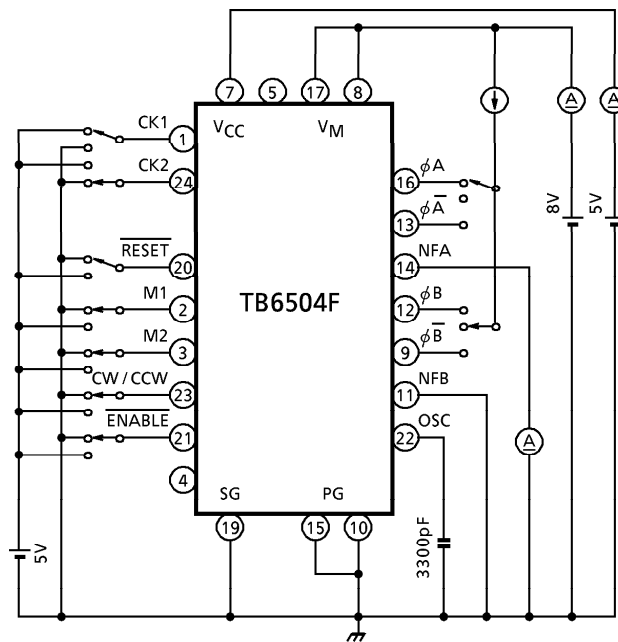 7 5 17 8
VCC VM
A A
CK1 1
CK2 24
16 φA
13 φA̅
8V 5V
R̅E̅S̅E̅T̅ 20
14 NFA
M1 2
TB6504F
12 φB
M2 3
9 φB̅
CW / CCW 23
11 NFB
E̅N̅A̅B̅L̅E̅ 21
22 OSC
A
4
SG PG
19 15 10
5V
3300pF